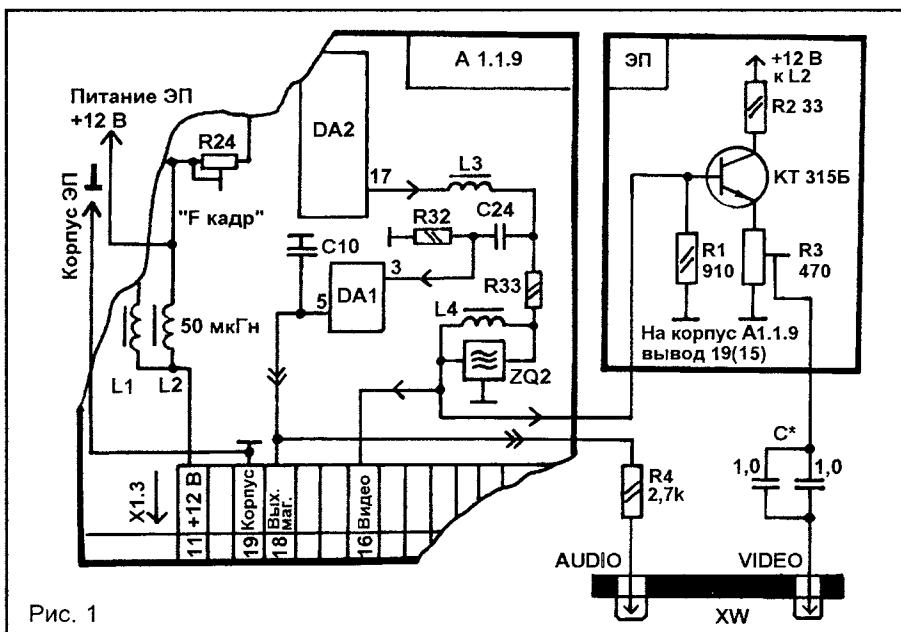 А 1.1.9
ЭП
Питание ЭП
+12 В
R24
DA2
17
L3
+12 В
к L2
R2 33
КТ 315Б
Корпус ЭП
"F кадр"
R32
C24
C10
3
5
DA1
R33
L4
R1
910
R3
470
50 мкГн
L1
L2
ZQ2
На корпус А1.1.9
вывод 19(15)
C*
1,0
1,0
R4
2,7k
X1.3
11
+12 В
19
Корпус
18
Вых.
маг.
16
Видео
AUDIO
VIDEO
XW
Рис. 1